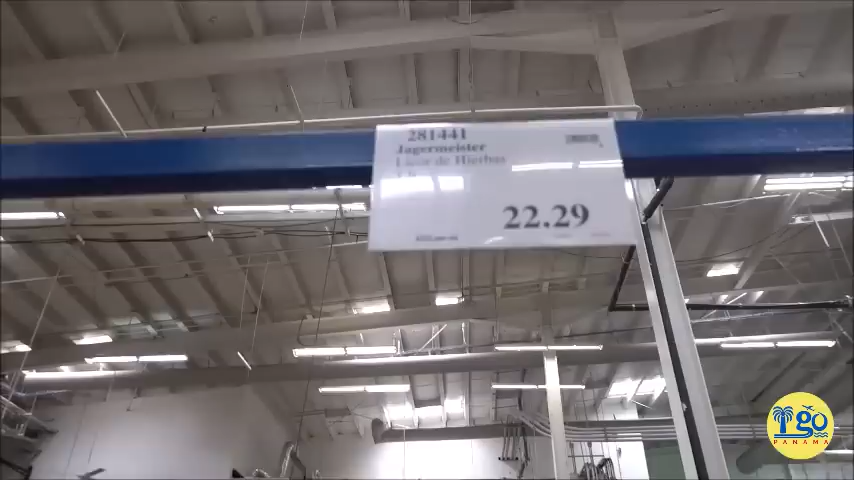 281441
Jagermeister
Licor de Hierbas
22.29
go
PANAMA